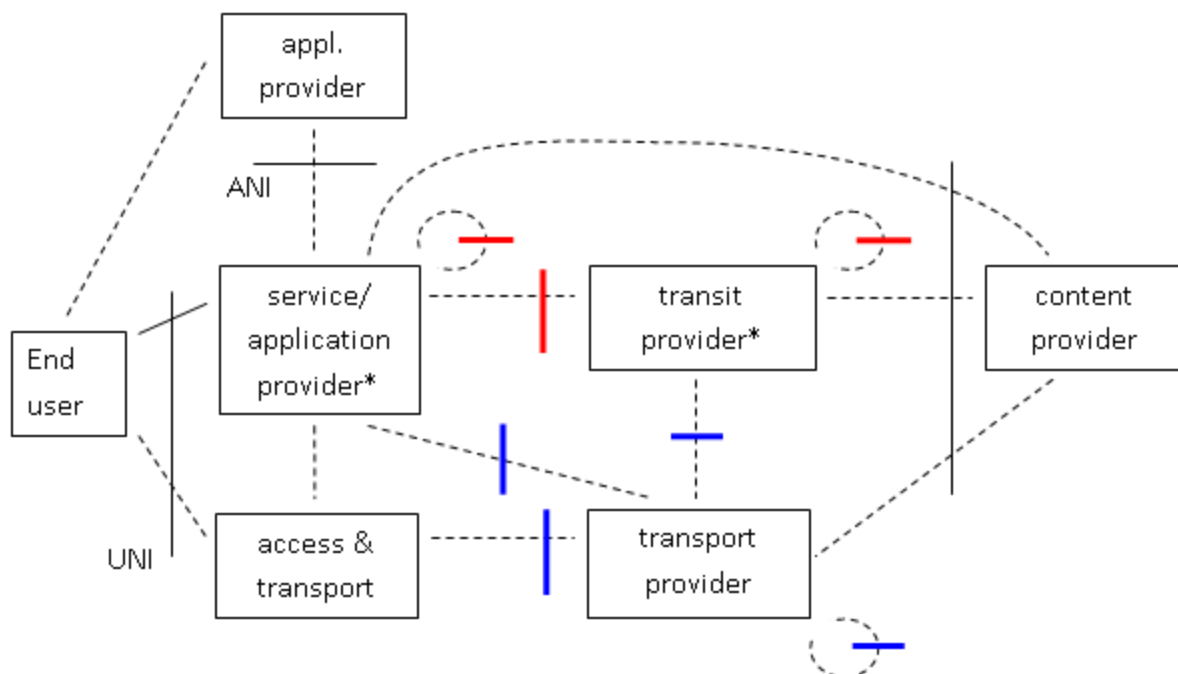 appl.
provider
ANI
service/
application
provider*
transit
provider*
content
provider
End
user
UNI
access &
transport
transport
provider